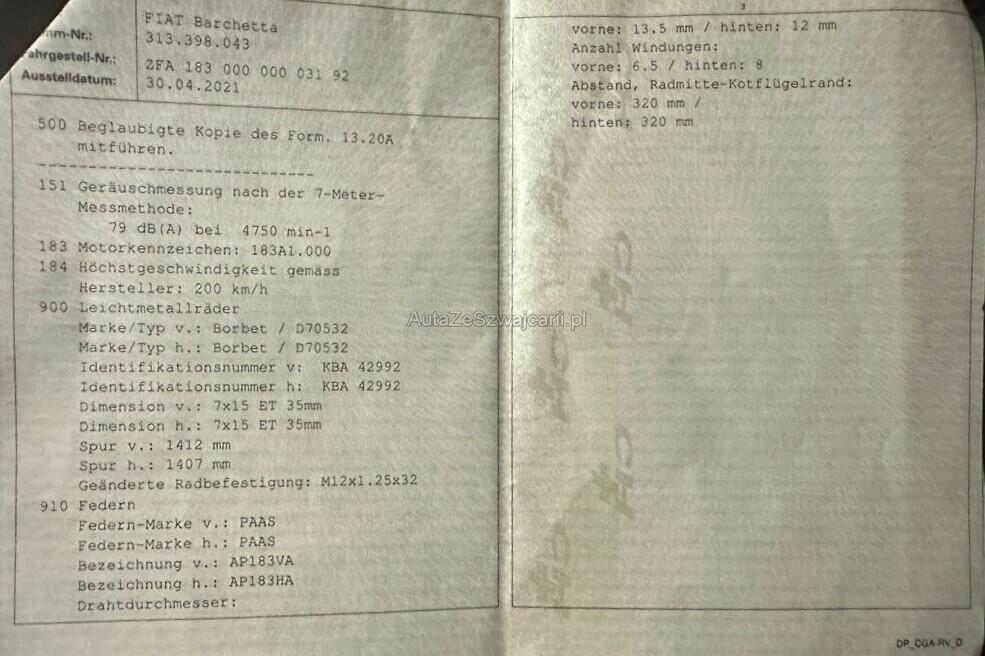 FIAT Barchetta
mm-Nr.: 313.398.043
ahrgestell-Nr.: ZFA 183 000 000 031 92
Ausstelldatum: 30.04.2021
500 Beglaubigte Kopie des Form. 13.20A
mitführen.
------------------------------
151 Geräuschmessung nach der 7-Meter-
Messmethode:
79 dB(A) bei 4750 min-1
183 Motorkennzeichen: 183A1.000
184 Höchstgeschwindigkeit gemäss
Hersteller: 200 km/h
900 Leichtmetallräder
Marke/Typ v.: Borbet / D70532
Marke/Typ h.: Borbet / D70532
Identifikationsnummer v: KBA 42992
Identifikationsnummer h: KBA 42992
Dimension v.: 7x15 ET 35mm
Dimension h.: 7x15 ET 35mm
Spur v.: 1412 mm
Spur h.: 1407 mm
Geänderte Radbefestigung: M12x1.25x32
910 Federn
Federn-Marke v.: PAAS
Federn-Marke h.: PAAS
Bezeichnung v.: AP183VA
Bezeichnung h.: AP183HA
Drahtdurchmesser:
3
vorne: 13.5 mm / hinten: 12 mm
Anzahl Windungen:
vorne: 6.5 / hinten: 8
Abstand, Radmitte-Kotflügelrand:
vorne: 320 mm /
hinten: 320 mm
AutaZeSzwajcarii.pl
DP_CGA-RV_D